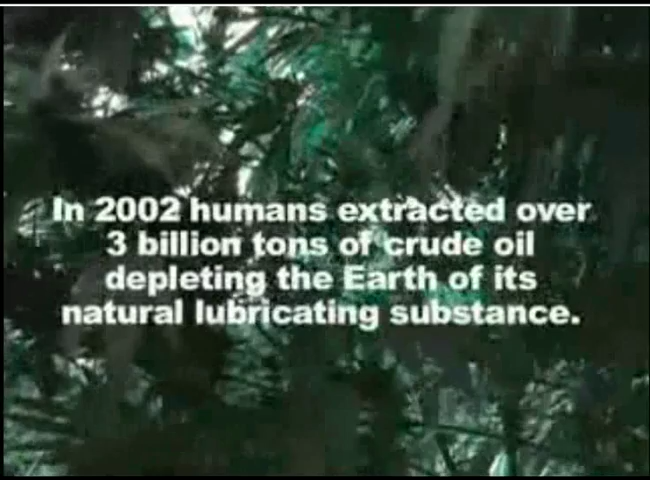 In 2002 humans extracted over
3 billion tons of crude oil
depleting the Earth of its
natural lubricating substance.